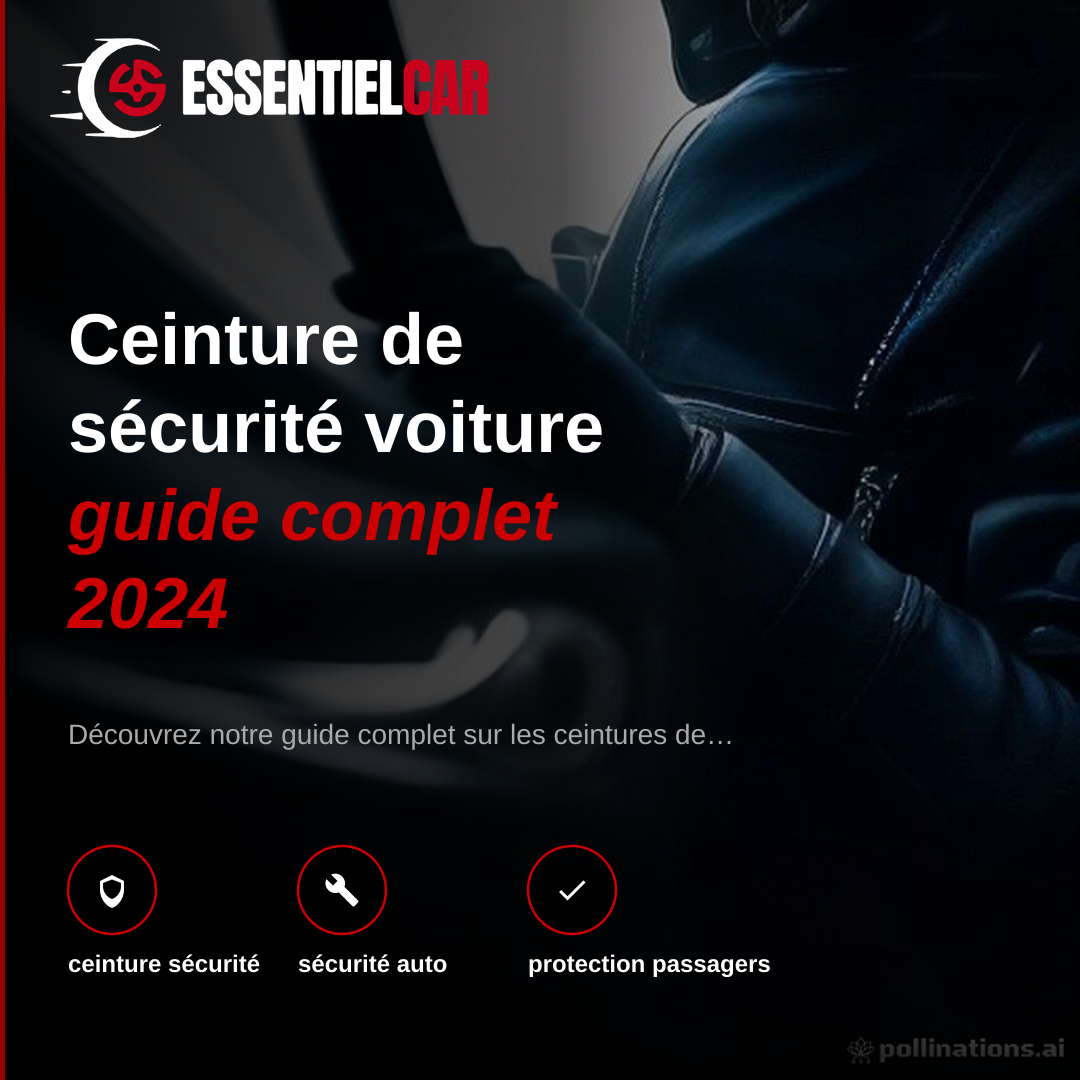 ESSENTIELCAR
Ceinture de
sécurité voiture
guide complet
2024
Découvrez notre guide complet sur les ceintures de…
ceinture sécurité
sécurité auto
protection passagers
pollinations.ai